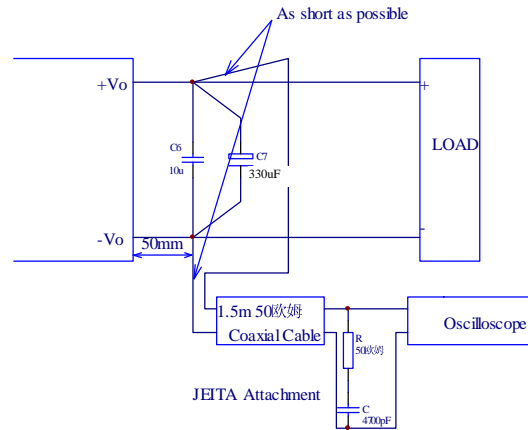 As short as possible
+Vo
+
C6
10u
C7
330uF
LOAD
-Vo
-
50mm
1.5m 50欧姆
Coaxial Cable
R
50欧姆
Oscilloscope
JEITA Attachment
C
4700pF